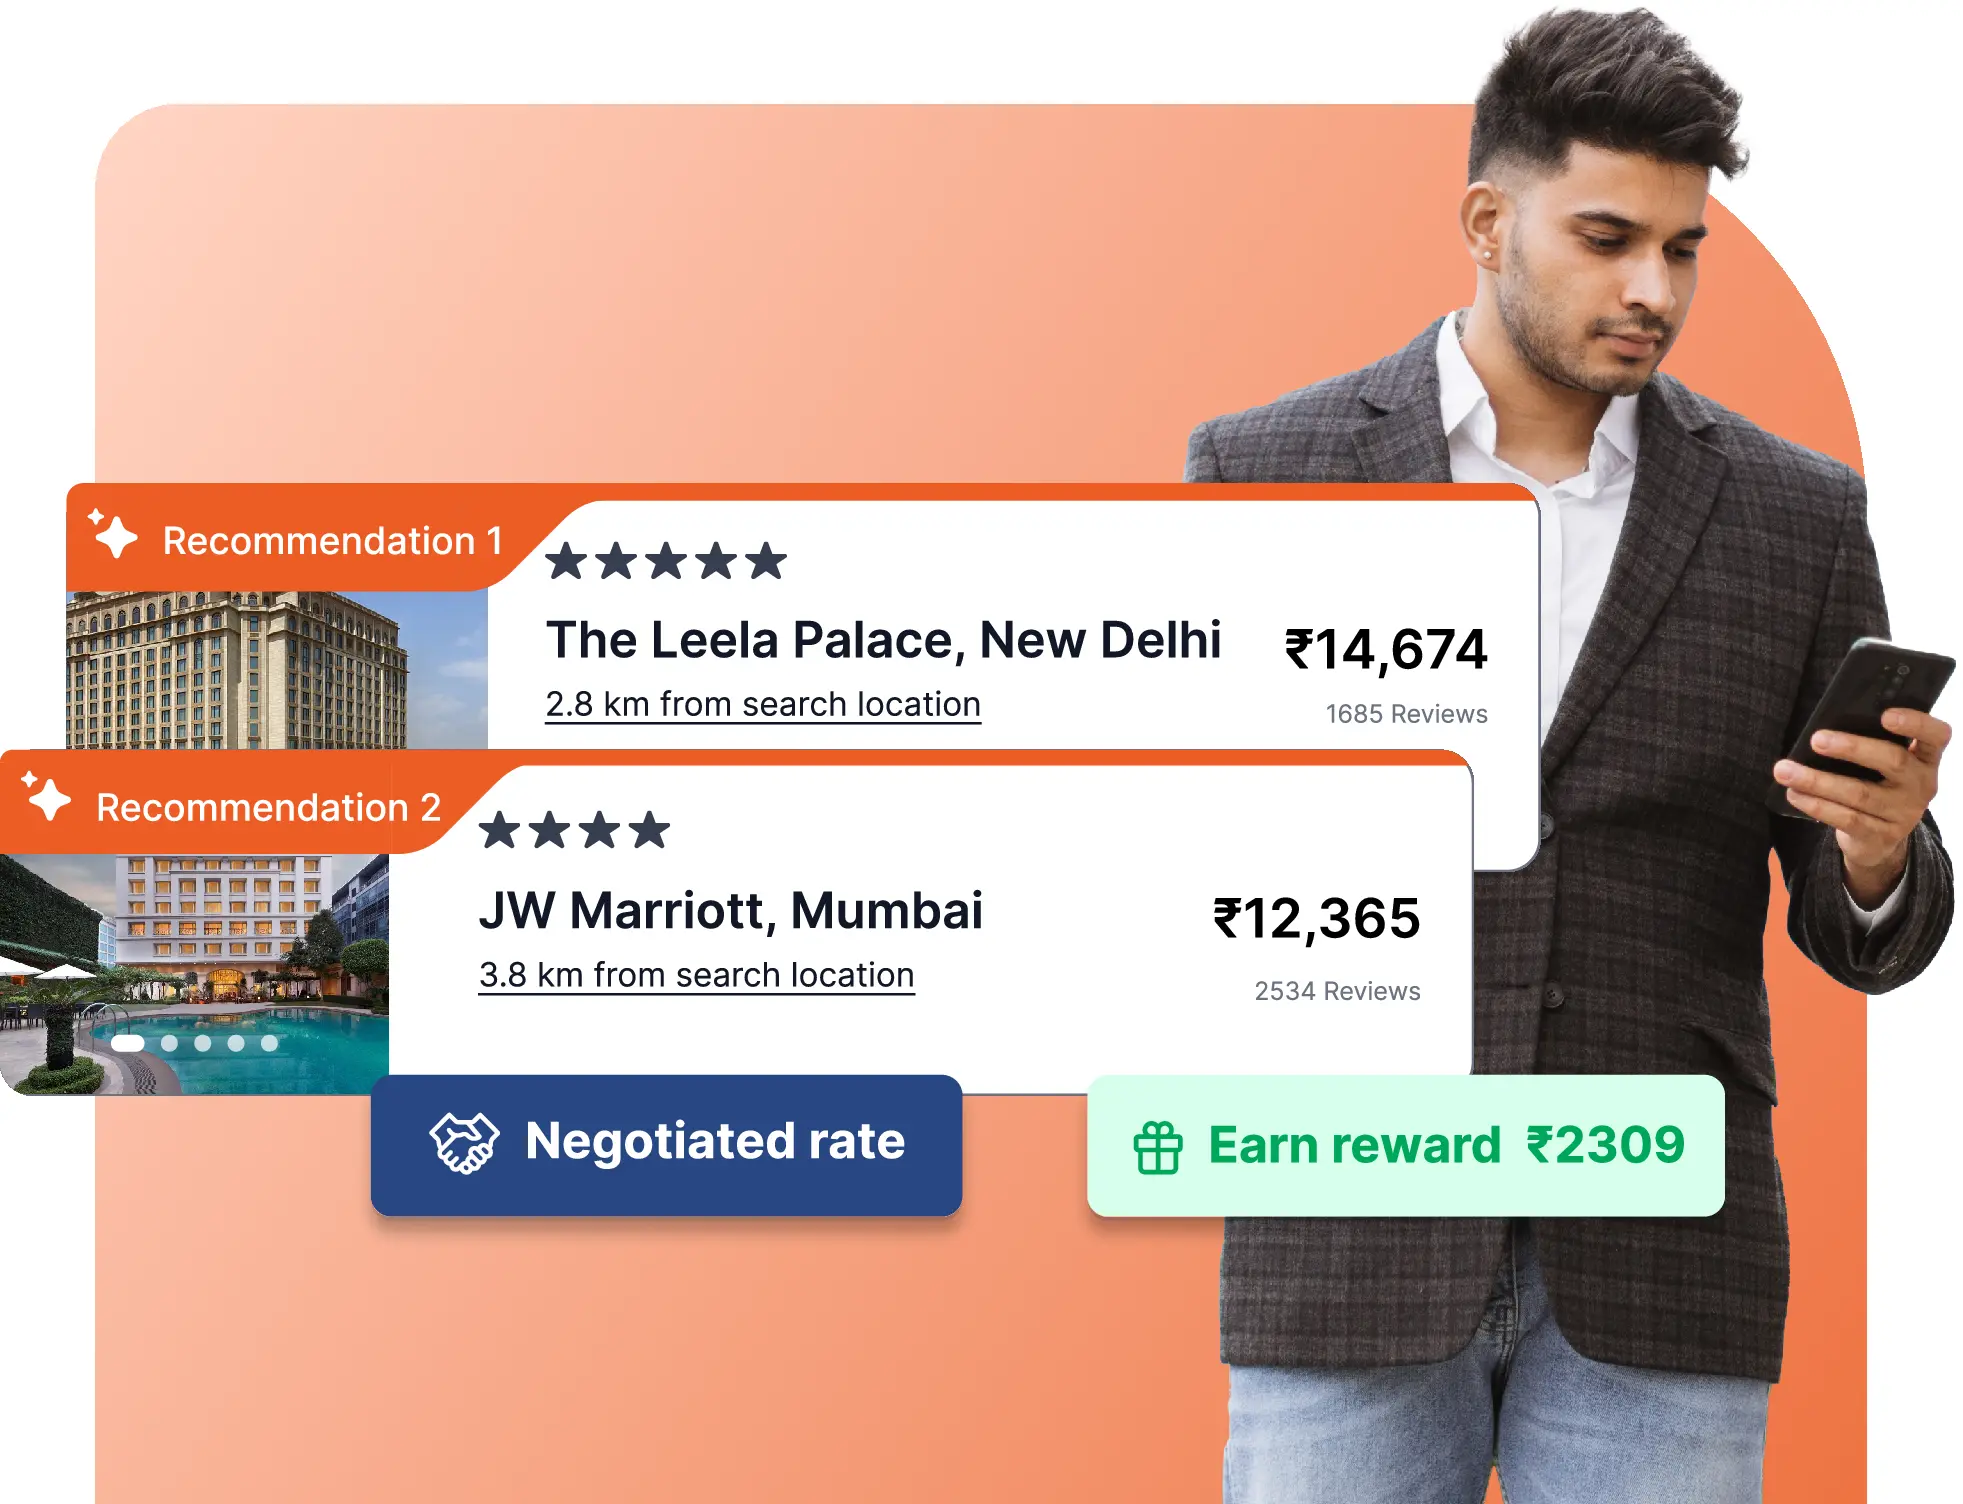 Recommendation 1
The Leela Palace, New Delhi
₹14,674
2.8 km from search location
1685 Reviews
Recommendation 2
JW Marriott, Mumbai
₹12,365
3.8 km from search location
2534 Reviews
Negotiated rate
Earn reward ₹2309